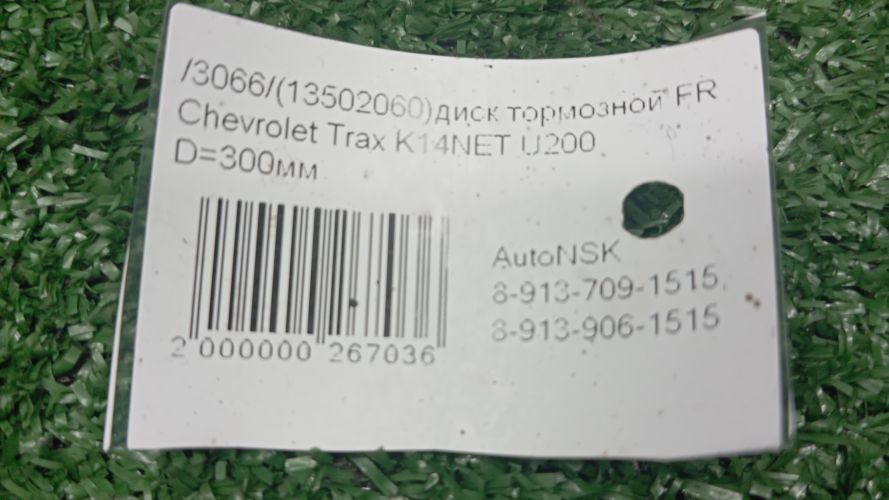 /3066/(13502060)диск тормозной FR
Chevrolet Trax K14NET U200
D=300мм
AutoNSK
8-913-709-1515,
8-913-906-1515
2 000000 267036